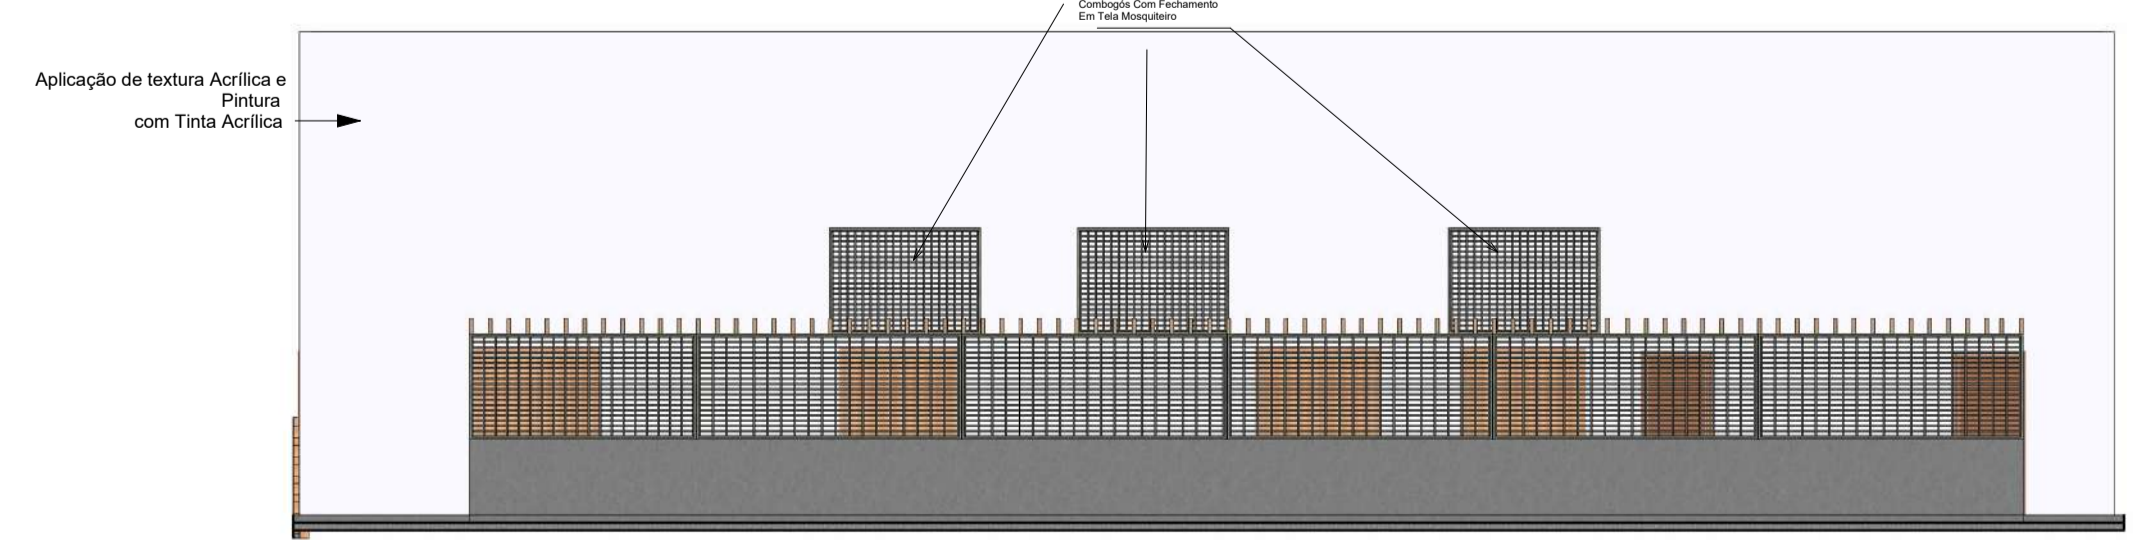 Combogós Com Fechamento
Em Tela Mosquiteiro
Aplicação de textura Acrílica e
Pintura
com Tinta Acrílica